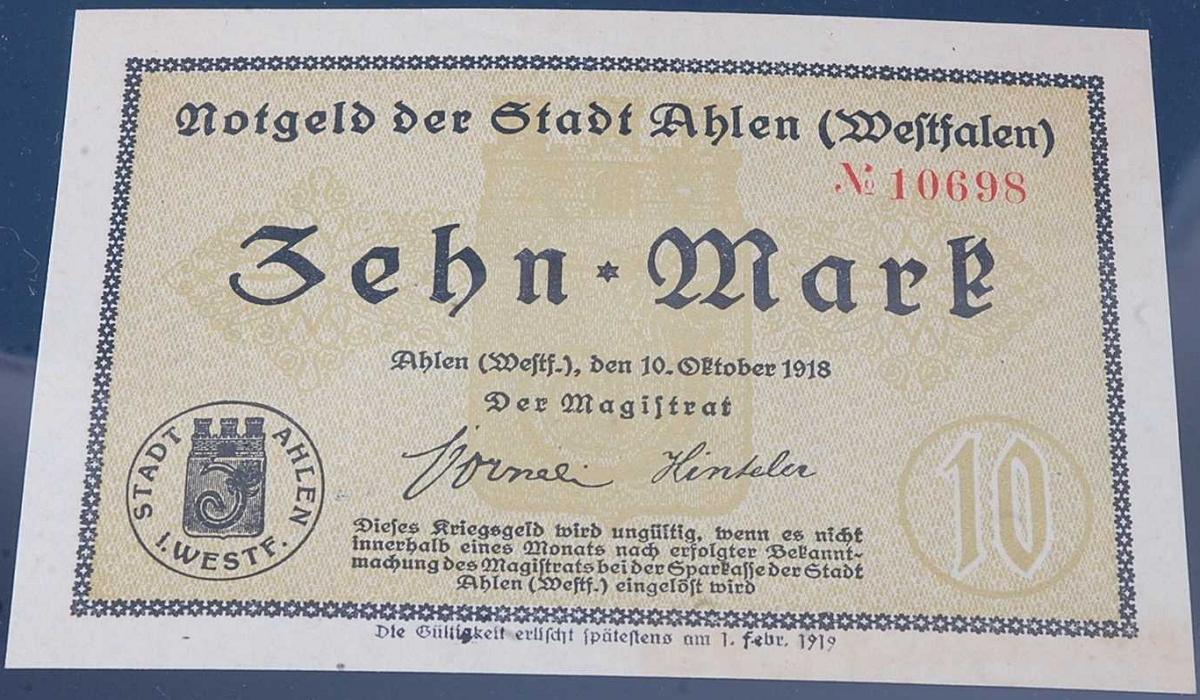 Notgeld der Stadt Ahlen (Westfalen)
№ 10698
Zehn * Mark
Ahlen (Westf.), den 10. Oktober 1918
Der Magistrat
Hinteler
STADT AHLEN
I. WESTF.
10
Dieses Kriegsgeld wird ungültig, wenn es nicht
innerhalb eines Monats nach erfolgter Bekannt-
machung des Magistrats bei der Sparkasse der Stadt
Ahlen (Westf.) eingelöst wird
Die Gültigkeit erlischt spätestens am 1. Febr. 1919